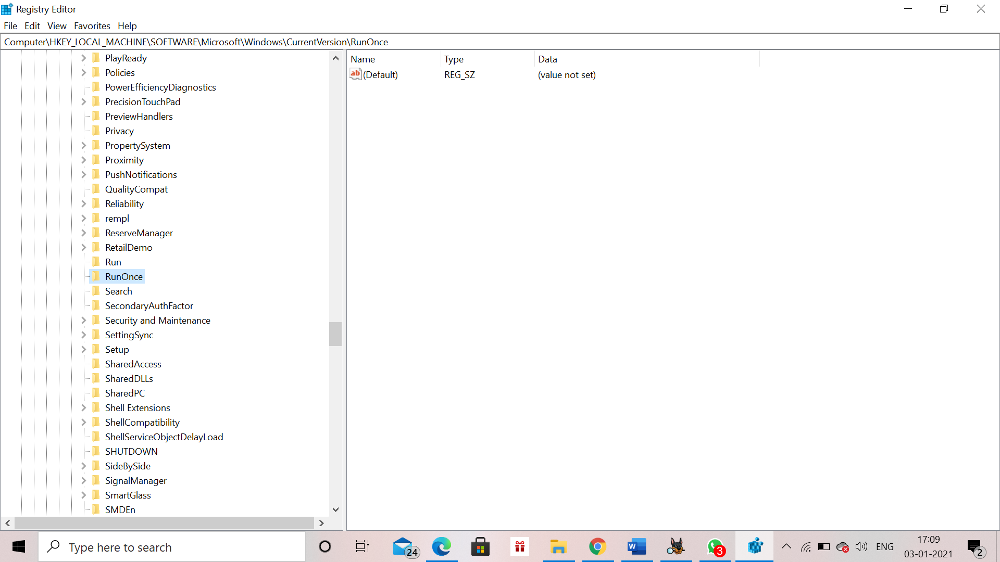 Registry Editor
File Edit View Favorites Help
Computer\HKEY_LOCAL_MACHINE\SOFTWARE\Microsoft\Windows\CurrentVersion\RunOnce
PlayReady
Policies
PowerEfficiencyDiagnostics
PrecisionTouchPad
PreviewHandlers
Privacy
PropertySystem
Proximity
PushNotifications
QualityCompat
Reliability
rempl
ReserveManager
RetailDemo
Run
RunOnce
Search
SecondaryAuthFactor
Security and Maintenance
SettingSync
Setup
SharedAccess
SharedDLLs
SharedPC
Shell Extensions
ShellCompatibility
ShellServiceObjectDelayLoad
SHUTDOWN
SideBySide
SignalManager
SmartGlass
SMDEn
Name Type Data
ab (Default) REG_SZ (value not set)
Type here to search
24
W
3
ENG
17:09
03-01-2021
2